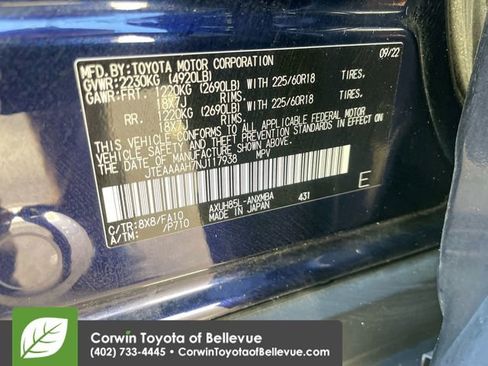 MFD.BY:TOYOTA MOTOR CORPORATION 09/22
GVWR:2230KG (4920LB)
GAWR:FRT. 1220KG (2690LB) WITH 225/60R18 TIRES,
18X7J RIMS.
RR. 1220KG (2690LB) WITH 225/60R18 TIRES,
18X7J RIMS.
THIS VEHICLE CONFORMS TO ALL APPLICABLE FEDERAL MOTOR
VEHICLE SAFETY AND THEFT PREVENTION STANDARDS IN EFFECT
ON THE DATE OF MANUFACTURE SHOWN ABOVE.
JTEAAAAH7NJ117938 MPV
E
C/TR:8X8/FA10 AXUH85L-ANXMBA 431
A/TM: /P710 MADE IN JAPAN
Corwin Toyota of Bellevue
(402) 733-4445 • CorwinToyotaofBellevue.com